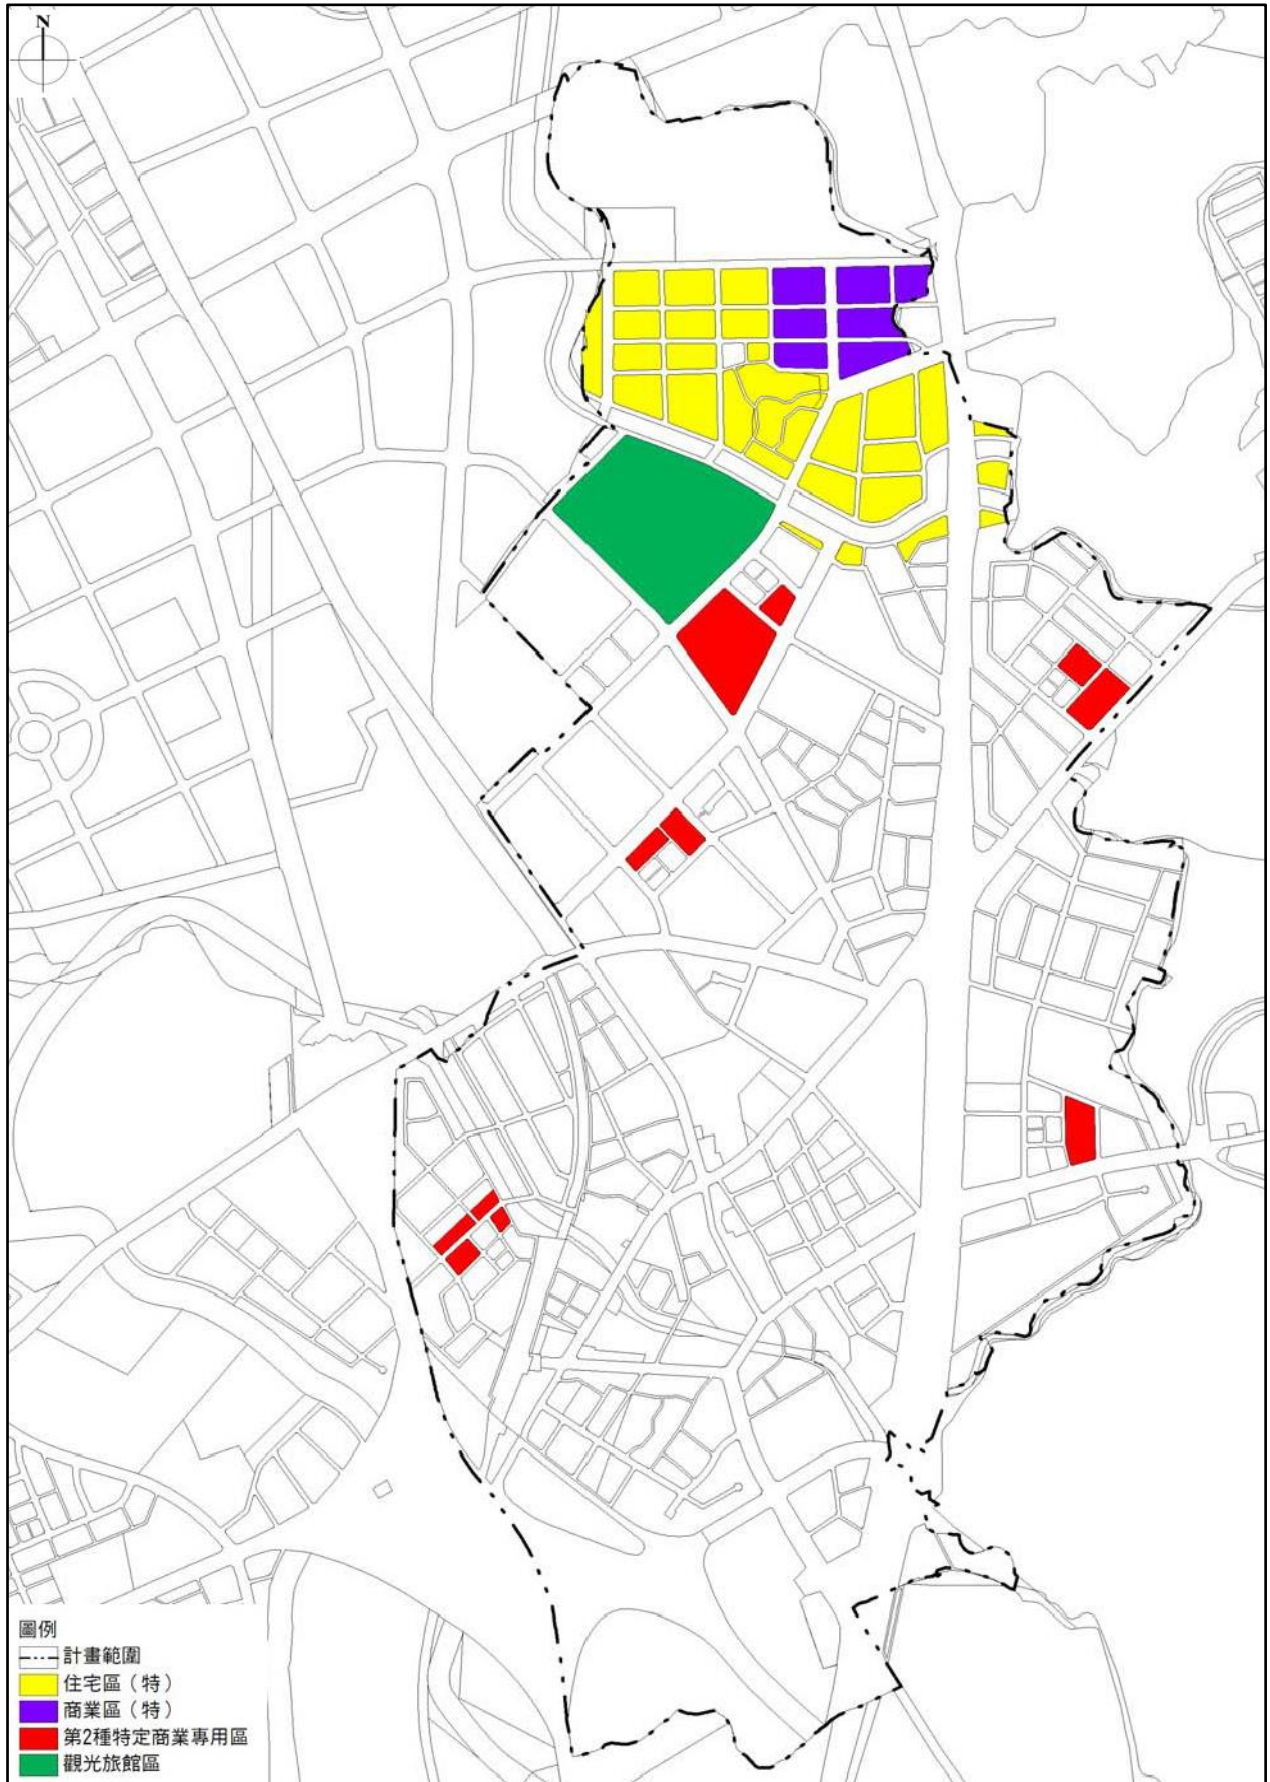 N
圖例
計畫範圍
住宅區（特）
商業區（特）
第2種特定商業專用區
觀光旅館區